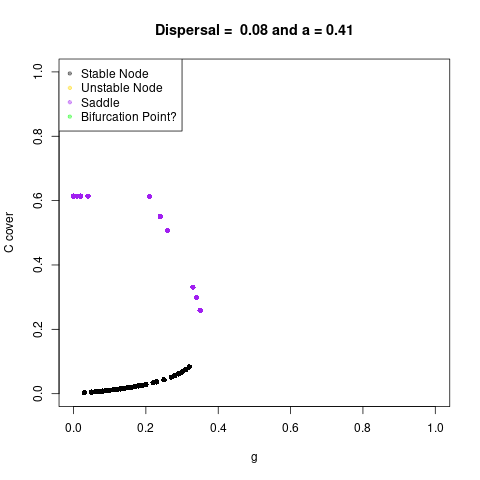 Dispersal =  0.08 and a = 0.41
Stable Node
Unstable Node
Saddle
Bifurcation Point?
C cover
1.0
0.8
0.6
0.4
0.2
0.0
0.0 0.2 0.4 0.6 0.8 1.0
g